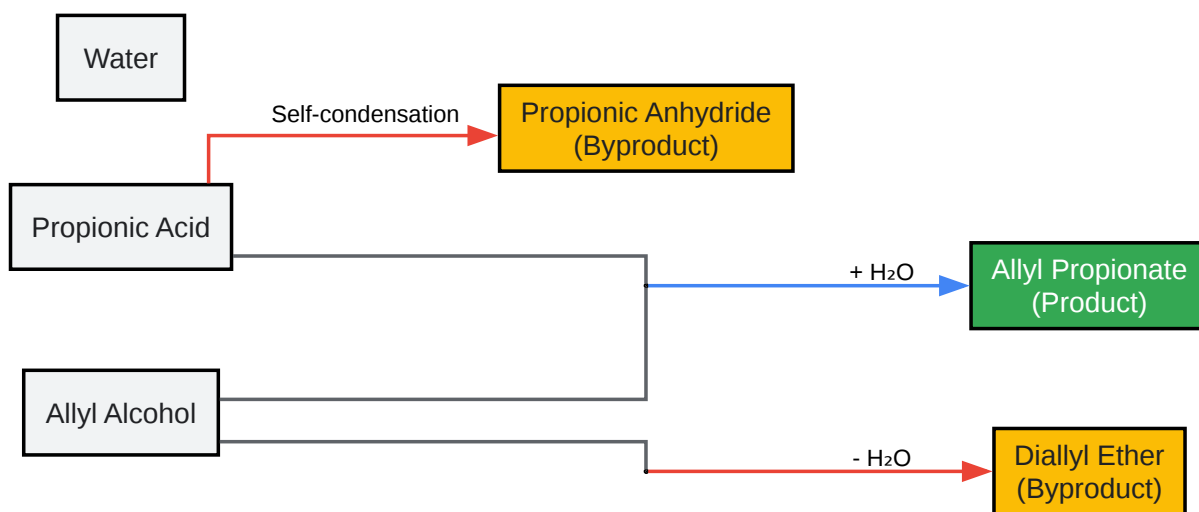 Water
Self-condensation
Propionic Anhydride
(Byproduct)
Propionic Acid
+ H₂O
Allyl Propionate
(Product)
Allyl Alcohol
- H₂O
Diallyl Ether
(Byproduct)